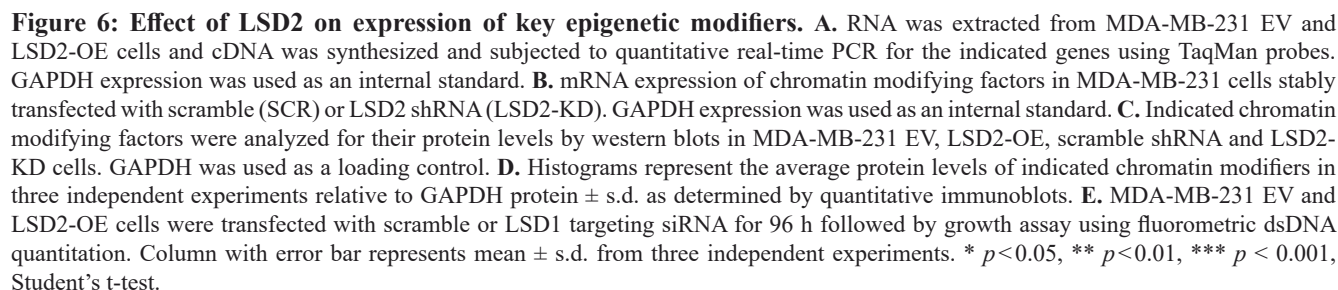 Figure 6: Effect of LSD2 on expression of key epigenetic modifiers. A. RNA was extracted from MDA-MB-231 EV and
LSD2-OE cells and cDNA was synthesized and subjected to quantitative real-time PCR for the indicated genes using TaqMan probes.
GAPDH expression was used as an internal standard. B. mRNA expression of chromatin modifying factors in MDA-MB-231 cells stably
transfected with scramble (SCR) or LSD2 shRNA (LSD2-KD). GAPDH expression was used as an internal standard. C. Indicated chromatin
modifying factors were analyzed for their protein levels by western blots in MDA-MB-231 EV, LSD2-OE, scramble shRNA and LSD2-
KD cells. GAPDH was used as a loading control. D. Histograms represent the average protein levels of indicated chromatin modifiers in
three independent experiments relative to GAPDH protein ± s.d. as determined by quantitative immunoblots. E. MDA-MB-231 EV and
LSD2-OE cells were transfected with scramble or LSD1 targeting siRNA for 96 h followed by growth assay using fluorometric dsDNA
quantitation. Column with error bar represents mean ± s.d. from three independent experiments. * p<0.05, ** p<0.01, *** p < 0.001,
Student's t-test.